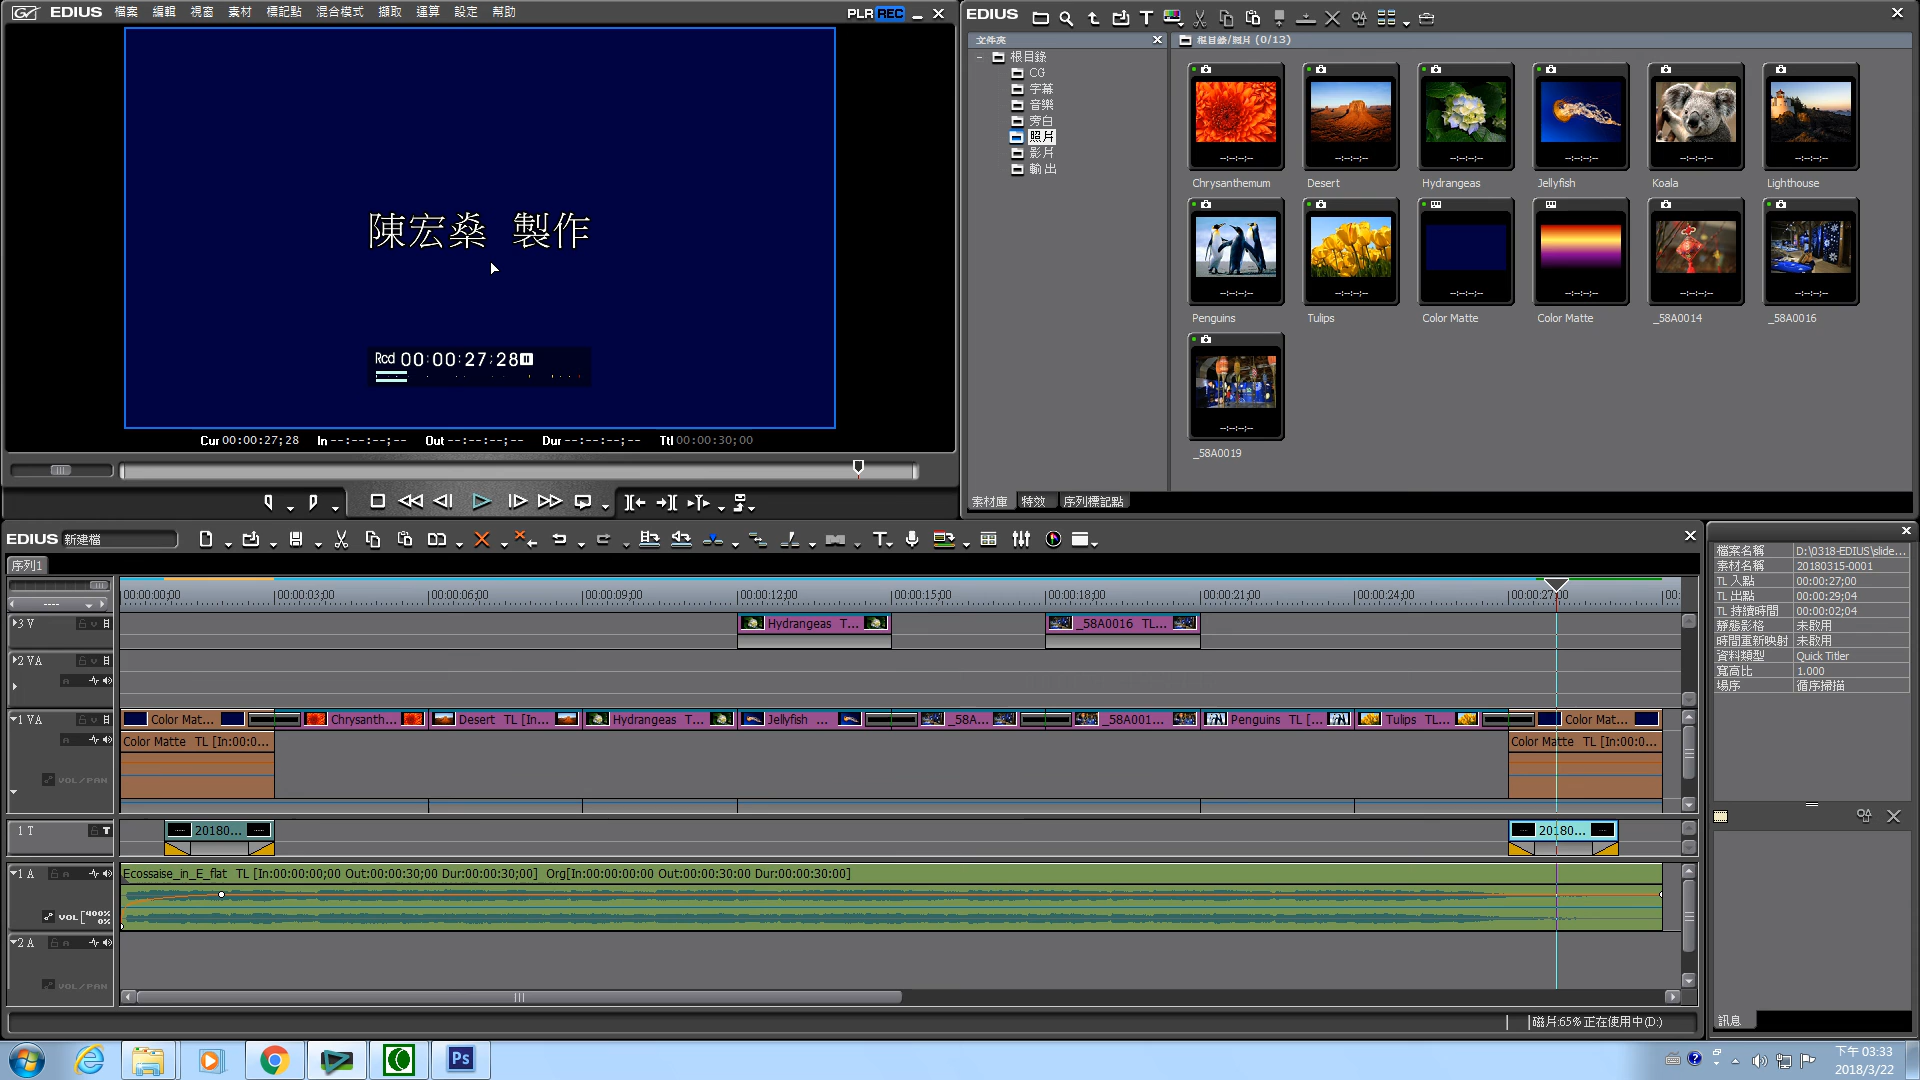 EDIUS 檔案 編輯 視窗 素材 標記點 混合模式 擷取 運算 設定 幫助 PLR REC
陳宏燊 製作
Rcd 00:00:27;28
Cur 00:00:27;28 In --:--:--;-- Out --:--:--;-- Dur --:--:--;-- Ttl 00:00:30;00
EDIUS
文件夾
根目錄
CG
字幕
音樂
旁白
照片
影片
輸出
根目錄/照片 (0/13)
--:--:--;-- --:--:--;-- --:--:--;-- --:--:--;-- --:--:--;-- --:--:--;--
Chrysanthemum Desert Hydrangeas Jellyfish Koala Lighthouse
--:--:--;-- --:--:--;-- --:--:--;-- --:--:--;-- --:--:--;-- --:--:--;--
Penguins Tulips Color Matte Color Matte _58A0014 _58A0016
--:--:--;--
_58A0019
素材庫 特效 序列標記點
EDIUS 新建檔
序列1
00:00:00;00 00:00:03;00 00:00:06;00 00:00:09;00 00:00:12;00 00:00:15;00 00:00:18;00 00:00:21;00 00:00:24;00 00:00:27;00 00:
3 V Hydrangeas T... _58A0016 TL...
2 VA
1 VA Color Mat... Chrysanth... Desert TL [In... Hydrangeas T... Jellyfish ... _58A... _58A001... Penguins TL [... Tulips TL... Color Mat...
Color Matte TL [In:00:0... Color Matte TL [In:00:0...
VOL/PAN
1 T 20180... 20180...
1 A Ecossaise_in_E_flat TL [In:00:00:00;00 Out:00:00:30;00 Dur:00:00:30;00] Org[In:00:00:00:00 Out:00:00:30:00 Dur:00:00:30:00]
VOL 400%
0%
2 A
VOL/PAN
磁片:65% 正在使用中(D:)
檔案名稱 D:\0318-EDIUS\slide...
素材名稱 20180315-0001
TL 入點 00:00:27;00
TL 出點 00:00:29;04
TL 持續時間 00:00:02;04
靜態影格 未啟用
時間重新映射 未啟用
資料類型 Quick Titler
寬高比 1.000
場序 循序掃描
訊息
Ps
下午 03:33
2018/3/22